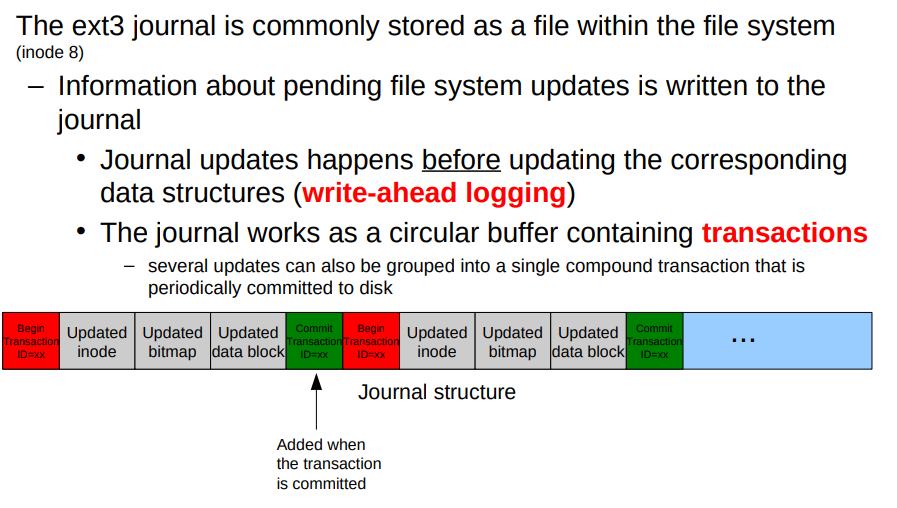 The ext3 journal is commonly stored as a file within the file system
(inode 8)
– Information about pending file system updates is written to the
journal
• Journal updates happens before updating the corresponding
data structures (write-ahead logging)
• The journal works as a circular buffer containing transactions
– several updates can also be grouped into a single compound transaction that is
periodically committed to disk
Begin Transaction ID=xx
Updated inode
Updated bitmap
Updated data block
Commit Transaction ID=xx
Begin Transaction ID=xx
Updated inode
Updated bitmap
Updated data block
Commit Transaction ID=xx
...
Journal structure
Added when
the transaction
is committed